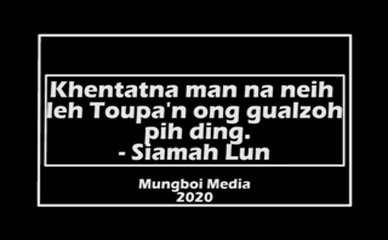 Khentatna man na neih
leh Toupa'n ong gualzoh
pih ding.
- Siamah Lun
Mungboi Media
2020